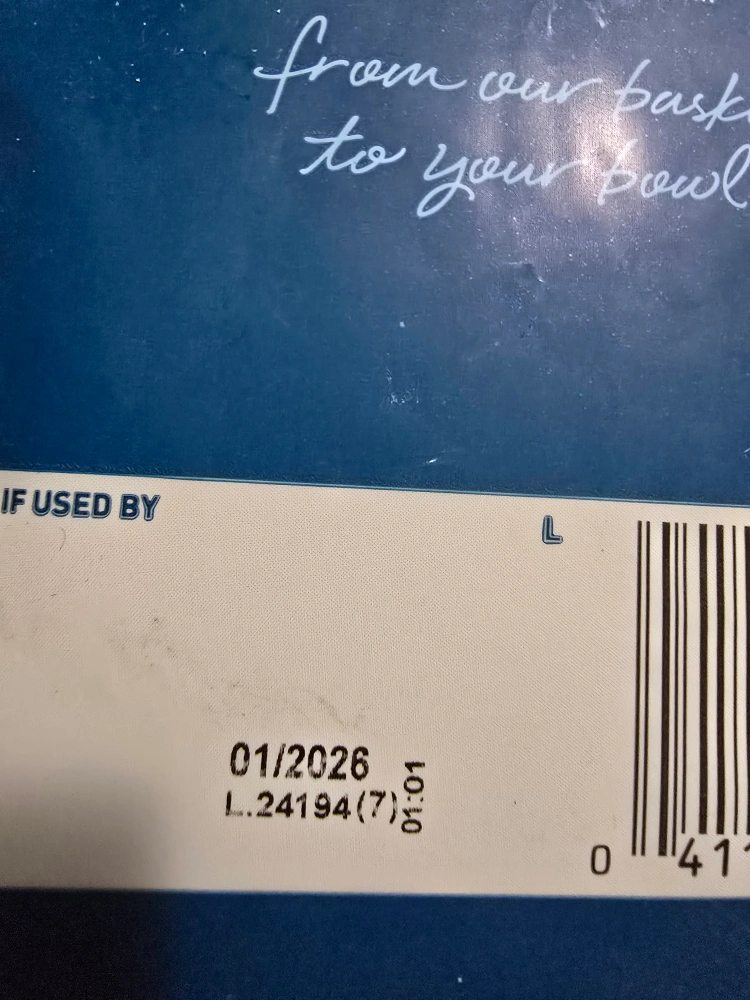 from our bask
to your bowl
IF USED BY
L
01/2026
L.24194(7)
01:01
0 41